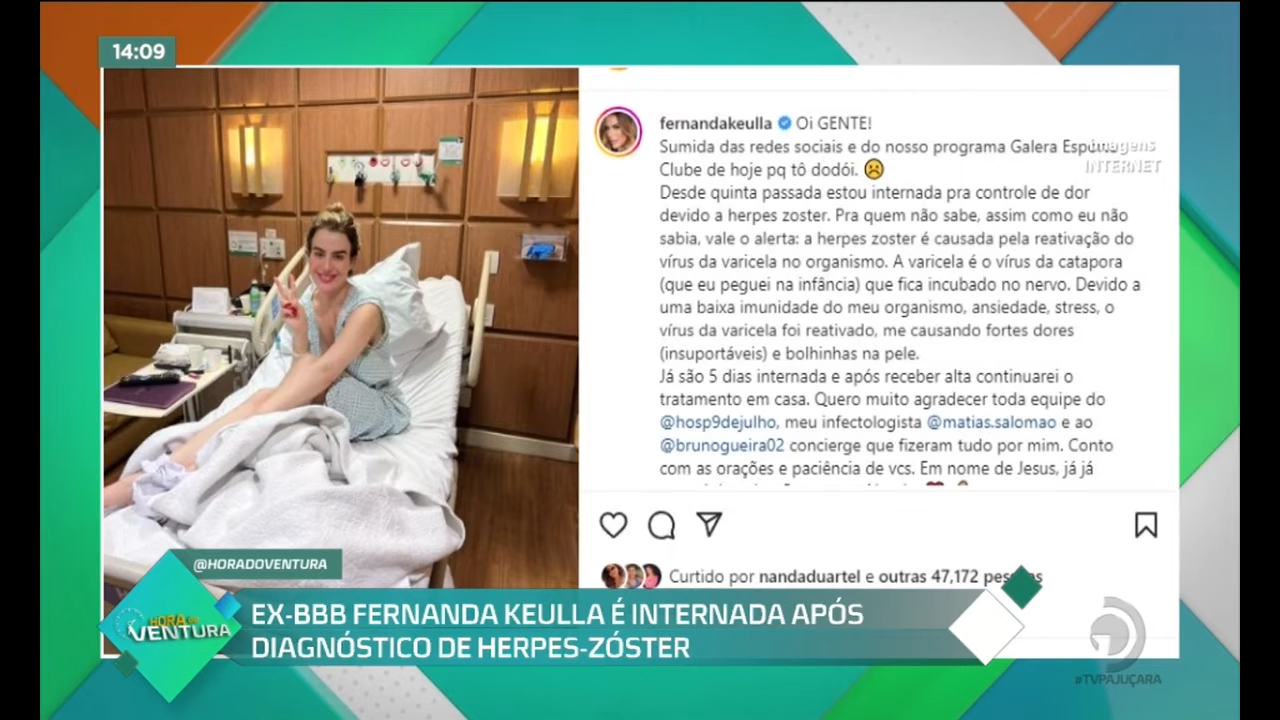 14:09
fernandakeulla Oi GENTE!
Sumida das redes sociais e do nosso programa Galera
Clube de hoje pq tô dodói.
Imagens
INTERNET
Desde quinta passada estou internada pra controle de dor
devido a herpes zoster. Pra quem não sabe, assim como eu não
sabia, vale o alerta: a herpes zoster é causada pela reativação do
vírus da varicela no organismo. A varicela é o vírus da catapora
(que eu peguei na infância) que fica incubado no nervo. Devido a
uma baixa imunidade do meu organismo, ansiedade, stress, o
vírus da varicela foi reativado, me causando fortes dores
(insuportáveis) e bolhinhas na pele.
Já são 5 dias internada e após receber alta continuarei o
tratamento em casa. Quero muito agradecer toda equipe do
@hosp9dejulho, meu infectologista @matias.salomao e ao
@brunogueira02 concierge que fizeram tudo por mim. Conto
com as orações e paciência de vcs. Em nome de Jesus, já já
Curtido por nandaduartel e outras 47,172 pessoas
@HORADOVENTURA
HORA DO
VENTURA
EX-BBB FERNANDA KEULLA É INTERNADA APÓS
DIAGNÓSTICO DE HERPES-ZÓSTER
#TVPAJUÇARA